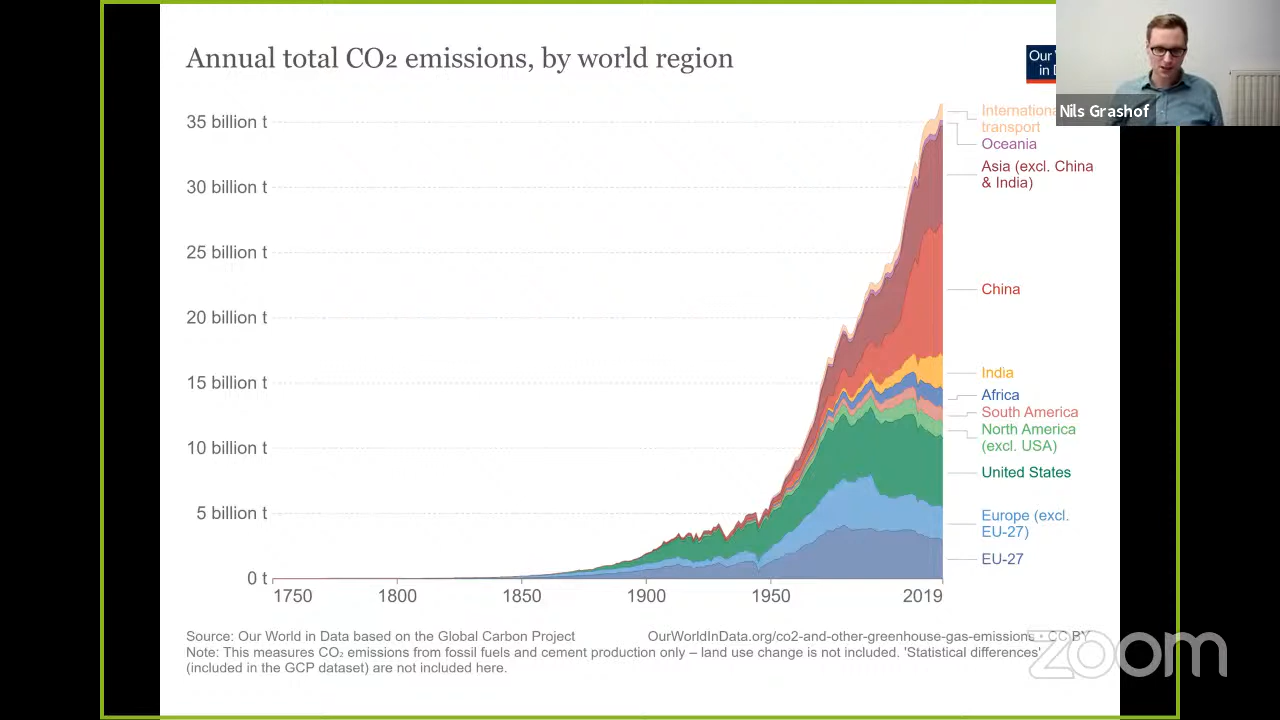 Annual total CO2 emissions, by world region
Our
in D
Nils Grashof
35 billion t
30 billion t
25 billion t
20 billion t
15 billion t
10 billion t
5 billion t
0 t
1750
1800
1850
1900
1950
2019
transport
Oceania
Asia (excl. China
& India)
China
India
Africa
South America
North America
(excl. USA)
United States
Europe (excl.
EU-27)
EU-27
Source: Our World in Data based on the Global Carbon Project
OurWorldInData.org/co2-and-other-greenhouse-gas-emissions • CC BY
Note: This measures CO₂ emissions from fossil fuels and cement production only – land use change is not included. 'Statistical differences'
(included in the GCP dataset) are not included here.
zoom